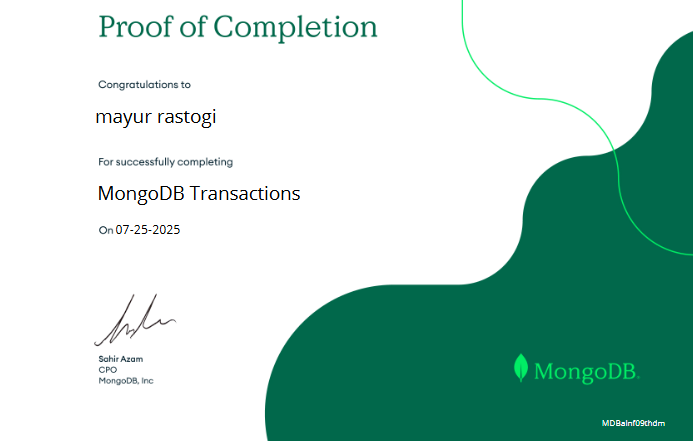 Proof of Completion
Congratulations to
mayur rastogi
For successfully completing
MongoDB Transactions
On 07-25-2025
Sahir Azam
CPO
MongoDB, Inc
MongoDB.
MDBalnf09thdm